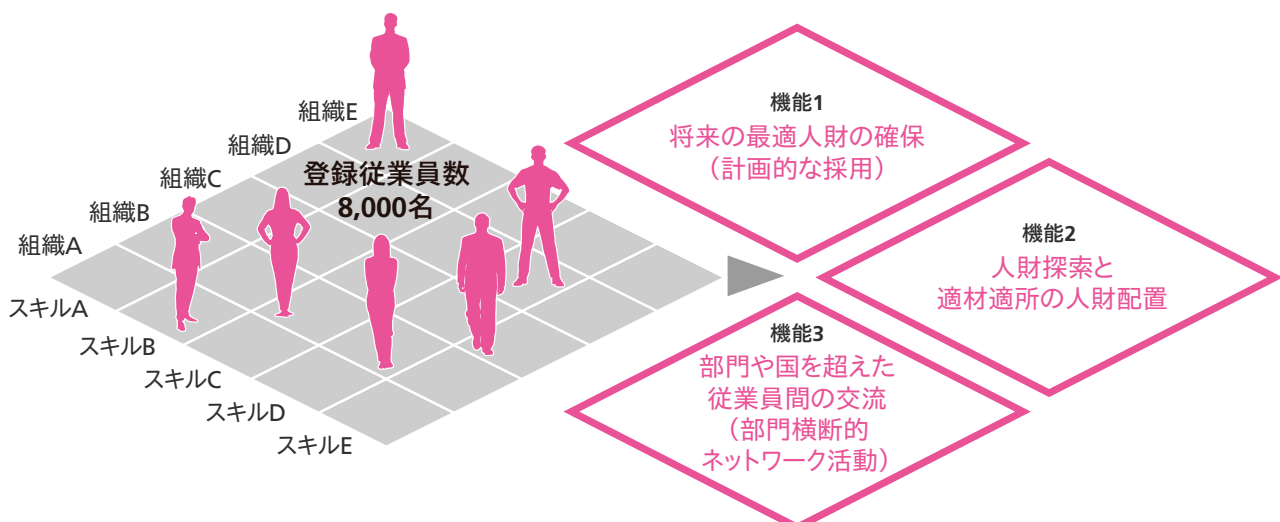 組織E
組織D
組織C
組織B
組織A
登録従業員数
8,000名
スキルA
スキルB
スキルC
スキルD
スキルE
機能1
将来の最適人財の確保
(計画的な採用)
機能2
人財探索と
適材適所の人財配置
機能3
部門や国を超えた
従業員間の交流
(部門横断的
ネットワーク活動)